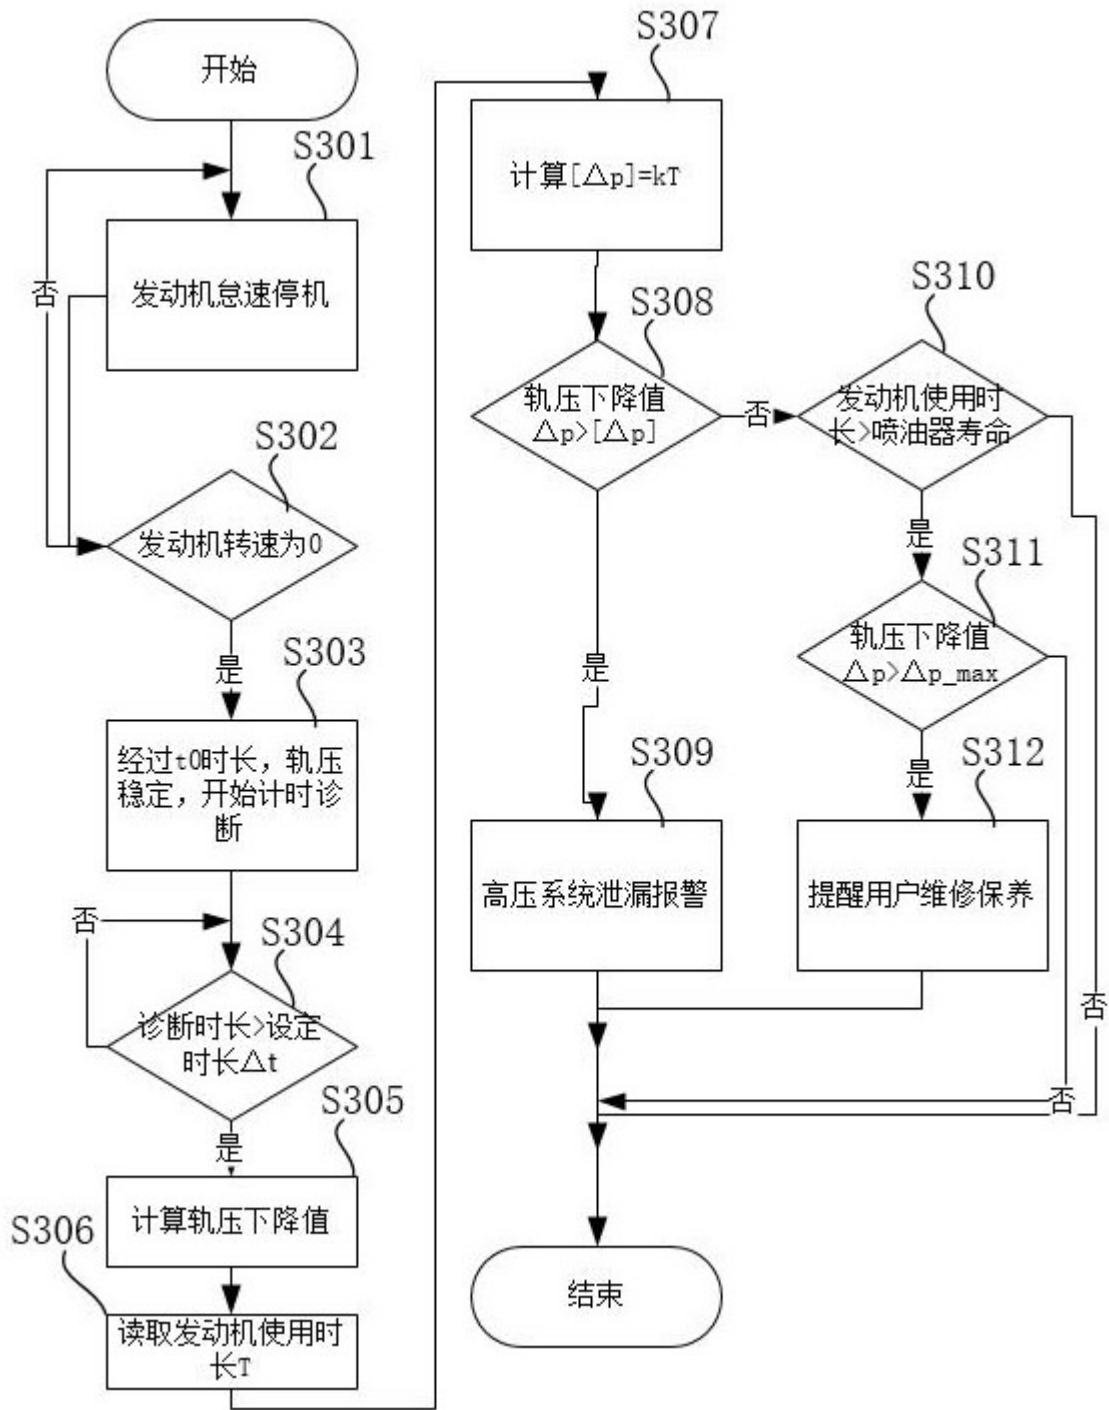 开始
S301
发动机怠速停机
否
S302
发动机转速为0
是
S303
经过t0时长，轨压
稳定，开始计时诊
断
否
S304
诊断时长>设定
时长△t
是
S305
计算轨压下降值
S306
读取发动机使用时
长T
S307
计算[△p]=kT
S308
轨压下降值
△p>[△p]
否
是
S309
高压系统泄漏报警
S310
发动机使用时
长>喷油器寿命
是
否
S311
轨压下降值
△p>△p_max
是
否
S312
提醒用户维修保养
结束